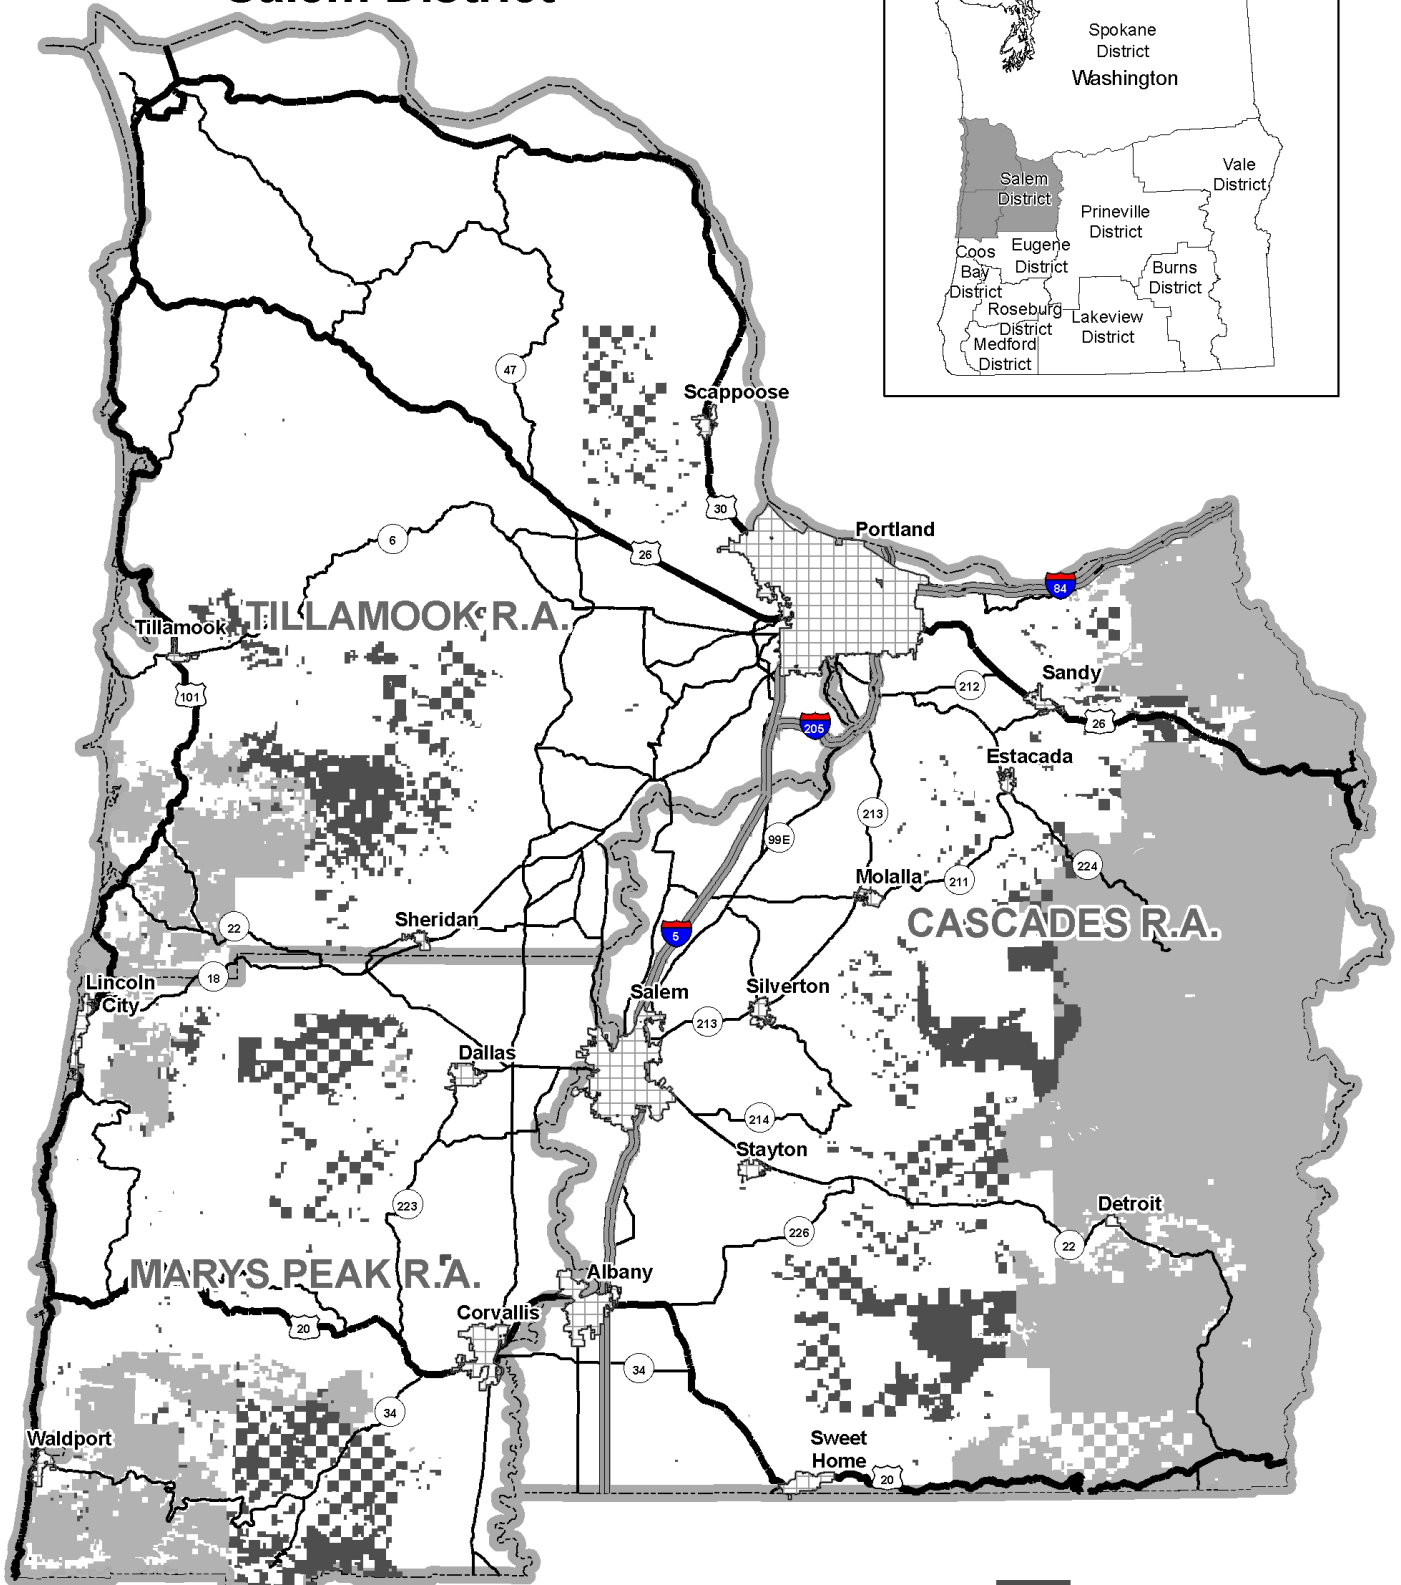 Salem District
Spokane
District
Washington
Vale
District
Salem
District
Prineville
District
Coos
Bay
District
Eugene
District
Burns
District
Roseburg
District
Lakeview
District
Medford
District
47
Scappoose
30
Portland
6
26
84
TILLAMOOK R.A.
Tillamook
101
212
Sandy
26
205
Estacada
213
99E
224
Molalla
211
CASCADES R.A.
Sheridan
22
5
18
Lincoln
City
Salem
Silverton
213
Dallas
214
Stayton
223
226
Detroit
22
MARYS PEAK R.A.
Albany
Corvallis
20
34
34
Waldport
Sweet
Home
20